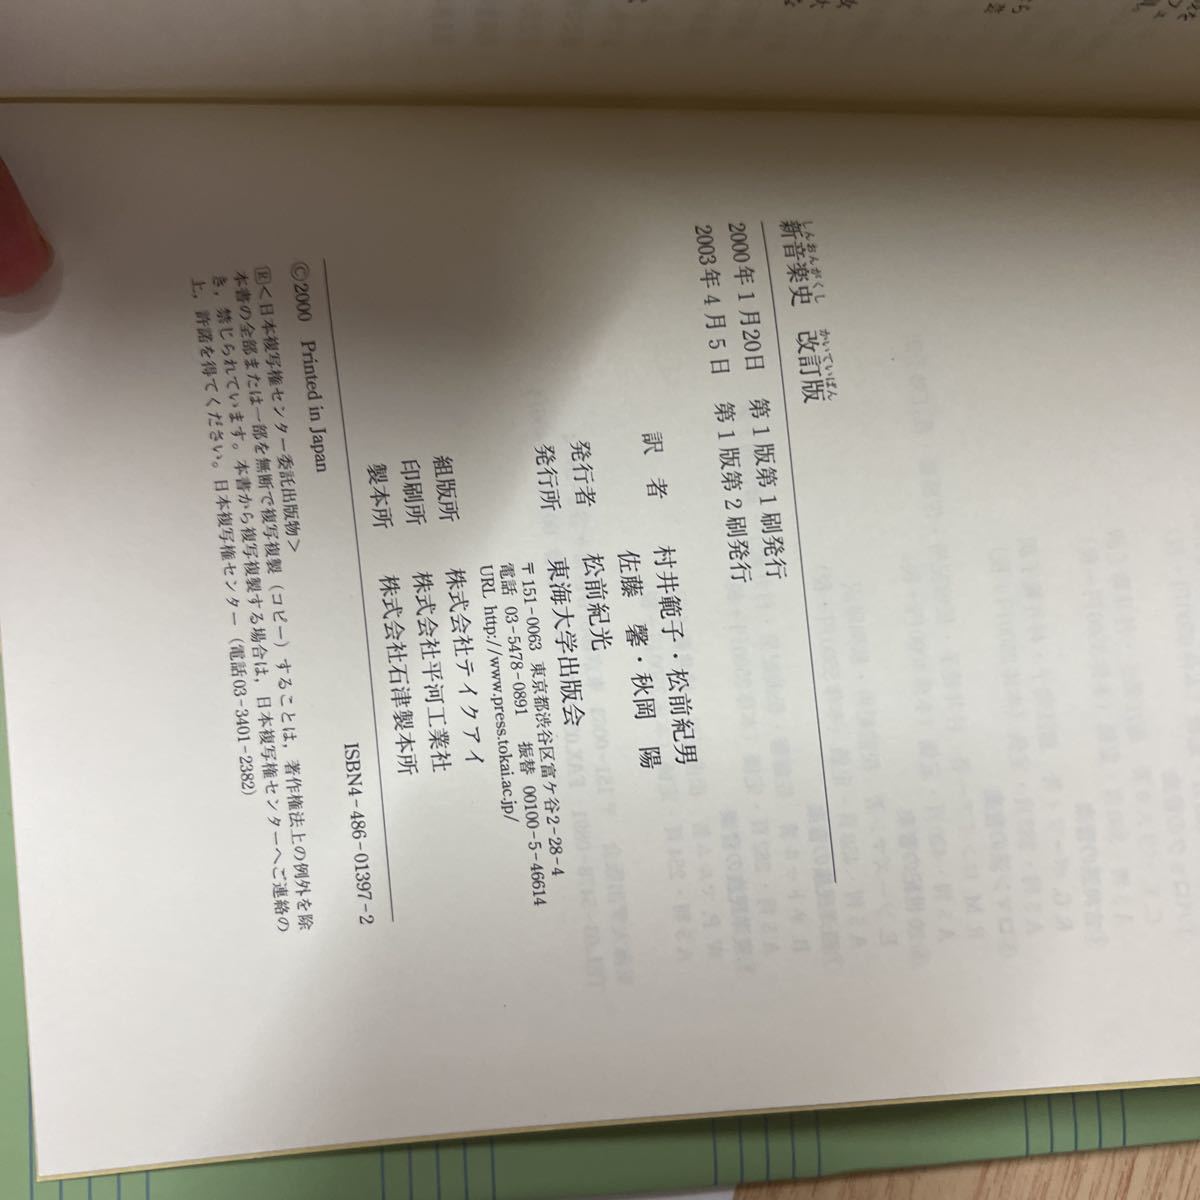 しんおんがくし　かいていばん
新音楽史　改訂版
2000年1月20日　第1版第1刷発行
2003年4月5日　第1版第2刷発行
訳　者　村井範子・松前紀男
佐藤　馨・秋岡　陽
発行者　松前紀光
発行所　東海大学出版会
〒151-0063 東京都渋谷区富ケ谷2-28-4
電話 03-5478-0891　振替 00100-5-46614
URL http://www.press.tokai.ac.jp/
組版所　株式会社テイクアイ
印刷所　株式会社平河工業社
製本所　株式会社石津製本所
©2000　Printed in Japan　ISBN4-486-01397-2
Ⓡ<日本複写権センター委託出版物>
本書の全部または一部を無断で複写複製（コピー）することは，著作権法上の例外を除
き，禁じられています。本書から複写複製する場合は，日本複写権センターへご連絡の
上，許諾を得てください。日本複写権センター（電話03-3401-2382）